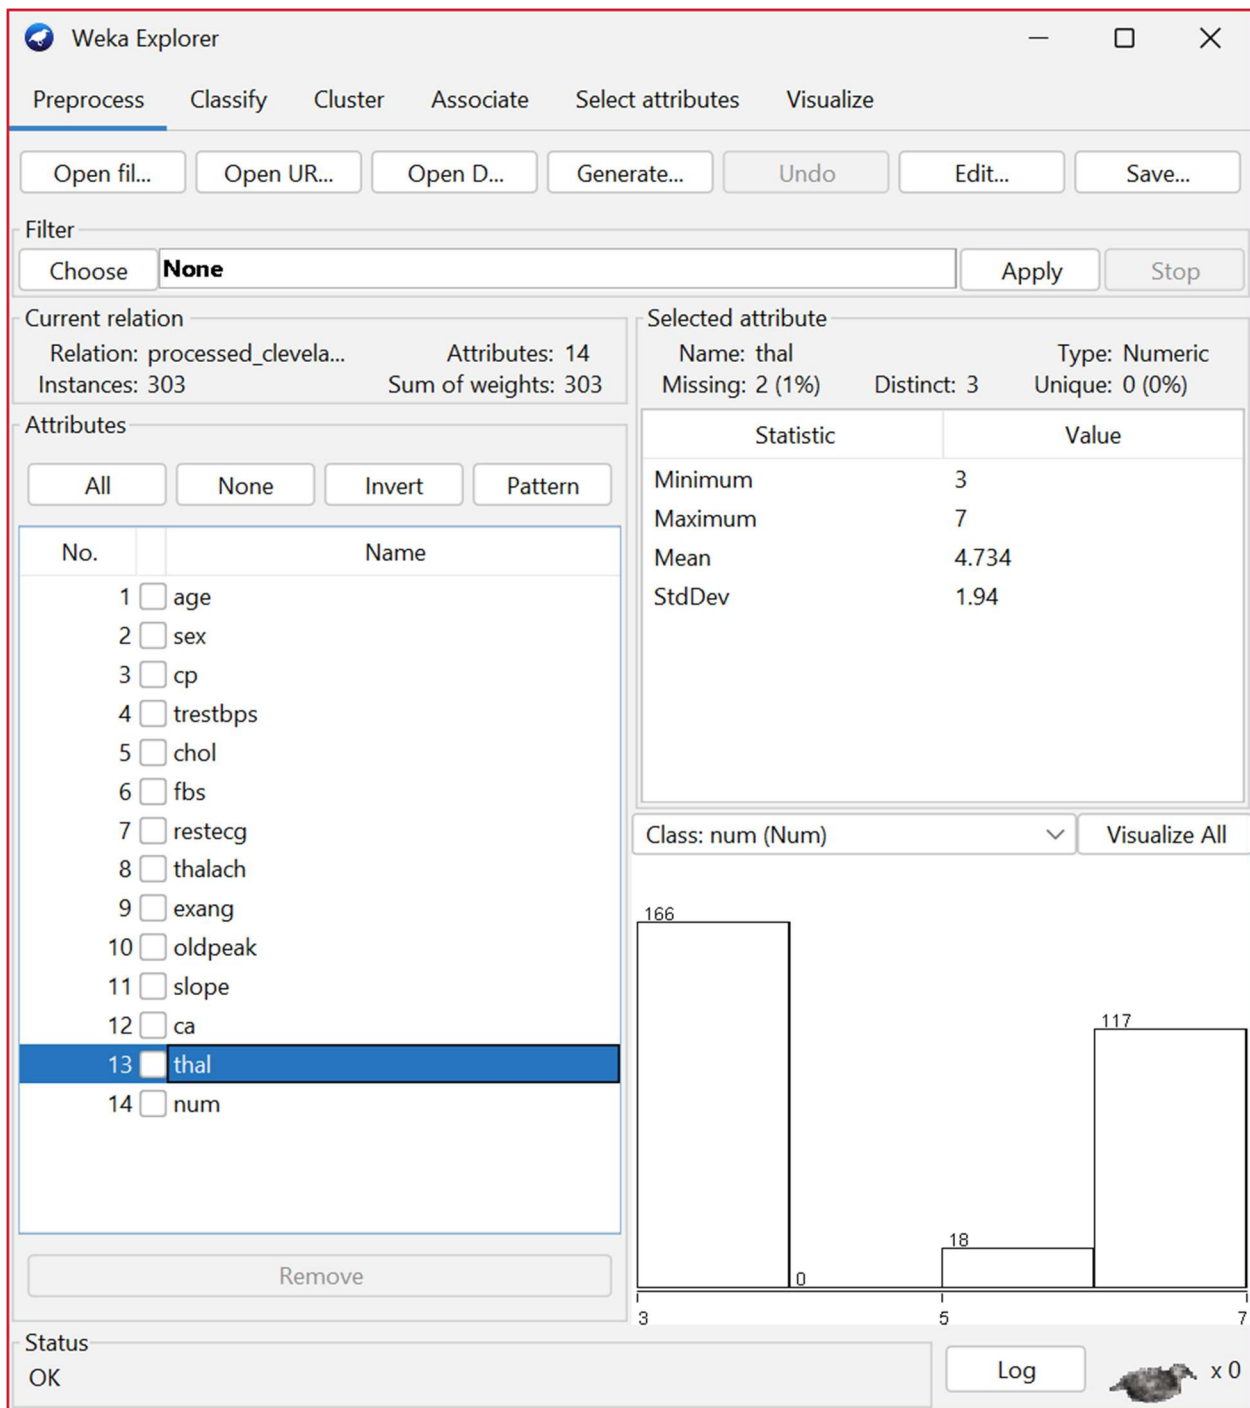 Weka Explorer
Preprocess Classify Cluster Associate Select attributes Visualize
Open fil... Open UR... Open D... Generate... Undo Edit... Save...
Filter
Choose None Apply Stop
Current relation
Relation: processed_clevela... Attributes: 14
Instances: 303 Sum of weights: 303
Attributes
All None Invert Pattern
No. Name
1 age
2 sex
3 cp
4 trestbps
5 chol
6 fbs
7 restecg
8 thalach
9 exang
10 oldpeak
11 slope
12 ca
13 thal
14 num
Remove
Selected attribute
Name: thal Type: Numeric
Missing: 2 (1%) Distinct: 3 Unique: 0 (0%)
Statistic Value
Minimum 3
Maximum 7
Mean 4.734
StdDev 1.94
Class: num (Num) Visualize All
166
117
18
0
3 5 7
Status
OK
Log x 0